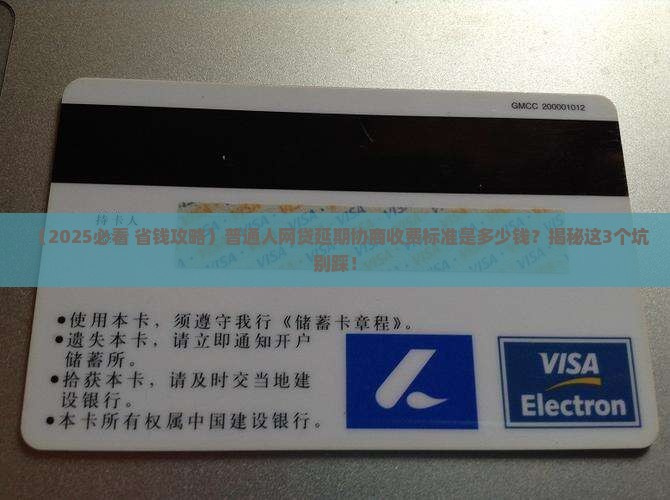 GMCC 200001012
持卡人
【2025必看 省钱攻略】普通人网贷延期协商收费标准是多少钱？揭秘这3个坑
别踩！
●使用本卡，须遵守我行《储蓄卡章程》。
●遗失本卡，请立即通知开户
储蓄所。
●拾获本卡，请及时交当地建
设银行。
●本卡所有权属中国建设银行。
VISA
Electron